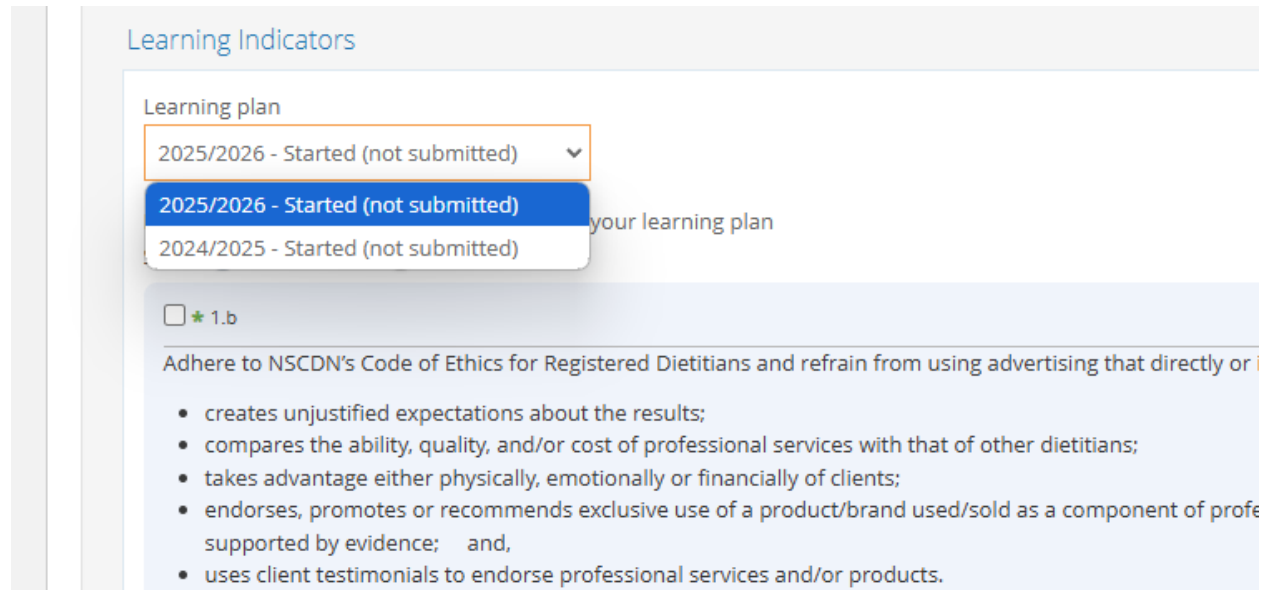 Learning Indicators
Learning plan
2025/2026 - Started (not submitted)
2025/2026 - Started (not submitted)
your learning plan
2024/2025 - Started (not submitted)
* 1.b
Adhere to NSCDN’s Code of Ethics for Registered Dietitians and refrain from using advertising that directly or
• creates unjustified expectations about the results;
• compares the ability, quality, and/or cost of professional services with that of other dietitians;
• takes advantage either physically, emotionally or financially of clients;
• endorses, promotes or recommends exclusive use of a product/brand used/sold as a component of profe
supported by evidence; and,
• uses client testimonials to endorse professional services and/or products.